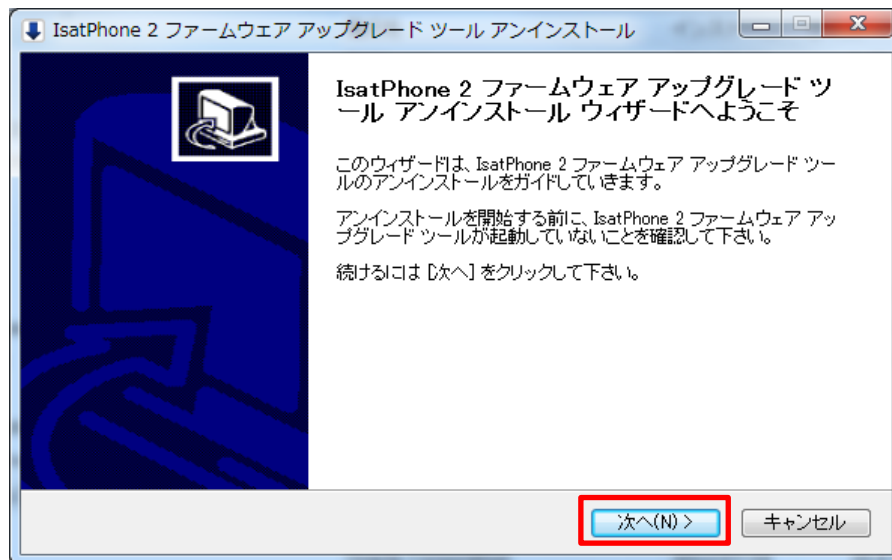 IsatPhone 2 ファームウェア アップグレード ツール アンインストール
IsatPhone 2 ファームウェア アップグレード ツ
ール アンインストール ウィザードへようこそ
このウィザードは、IsatPhone 2 ファームウェア アップグレード ツー
ルのアンインストールをガイドしていきます。
アンインストールを開始する前に、IsatPhone 2 ファームウェア アッ
プグレード ツールが起動していないことを確認して下さい。
続けるには [次へ] をクリックして下さい。
次へ(N) >
キャンセル